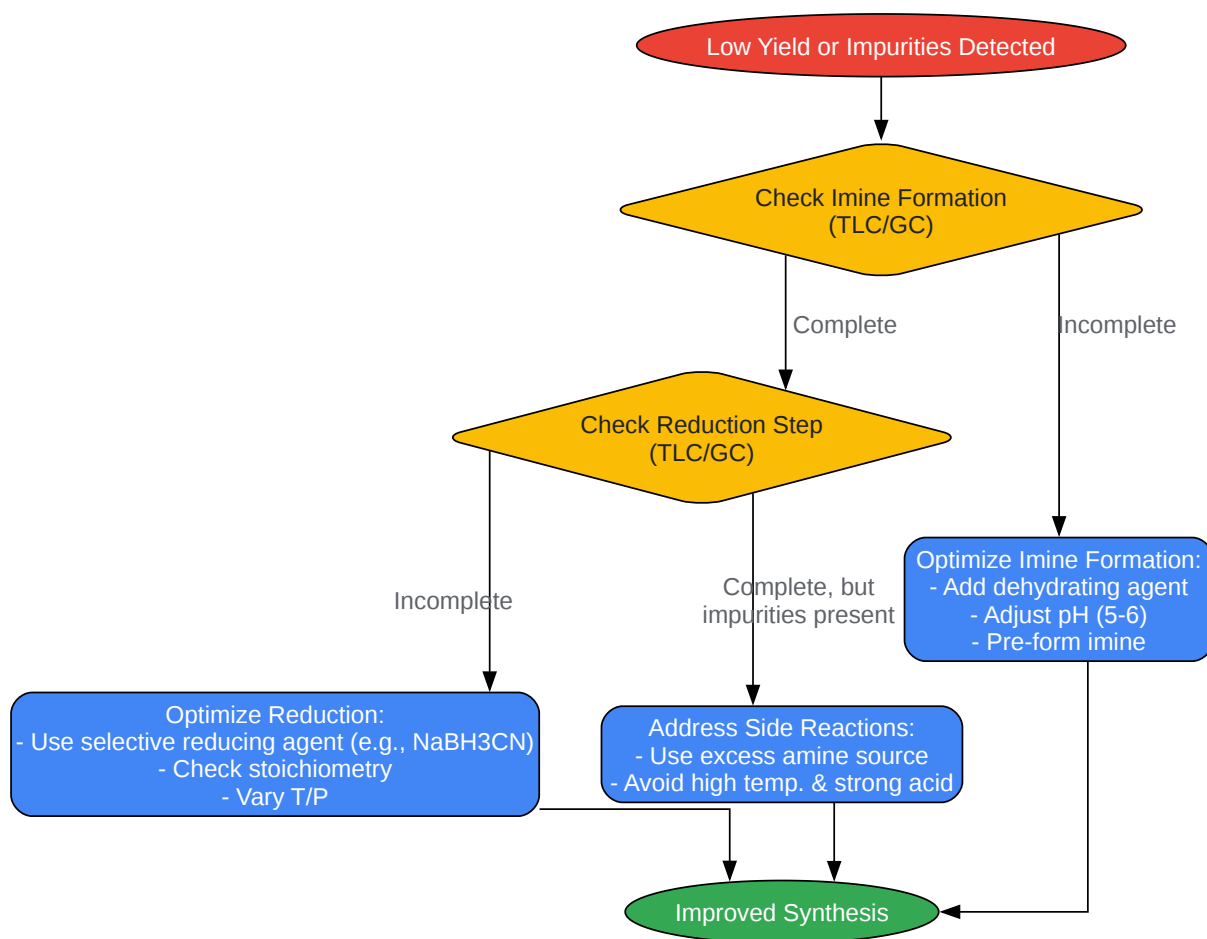 Low Yield or Impurities Detected
Check Imine Formation
(TLC/GC)
Complete
Incomplete
Check Reduction Step
(TLC/GC)
Incomplete
Complete, but
impurities present
Optimize Imine Formation:
- Add dehydrating agent
- Adjust pH (5-6)
- Pre-form imine
Optimize Reduction:
- Use selective reducing agent (e.g., NaBH3CN)
- Check stoichiometry
- Vary T/P
Address Side Reactions:
- Use excess amine source
- Avoid high temp. & strong acid
Improved Synthesis